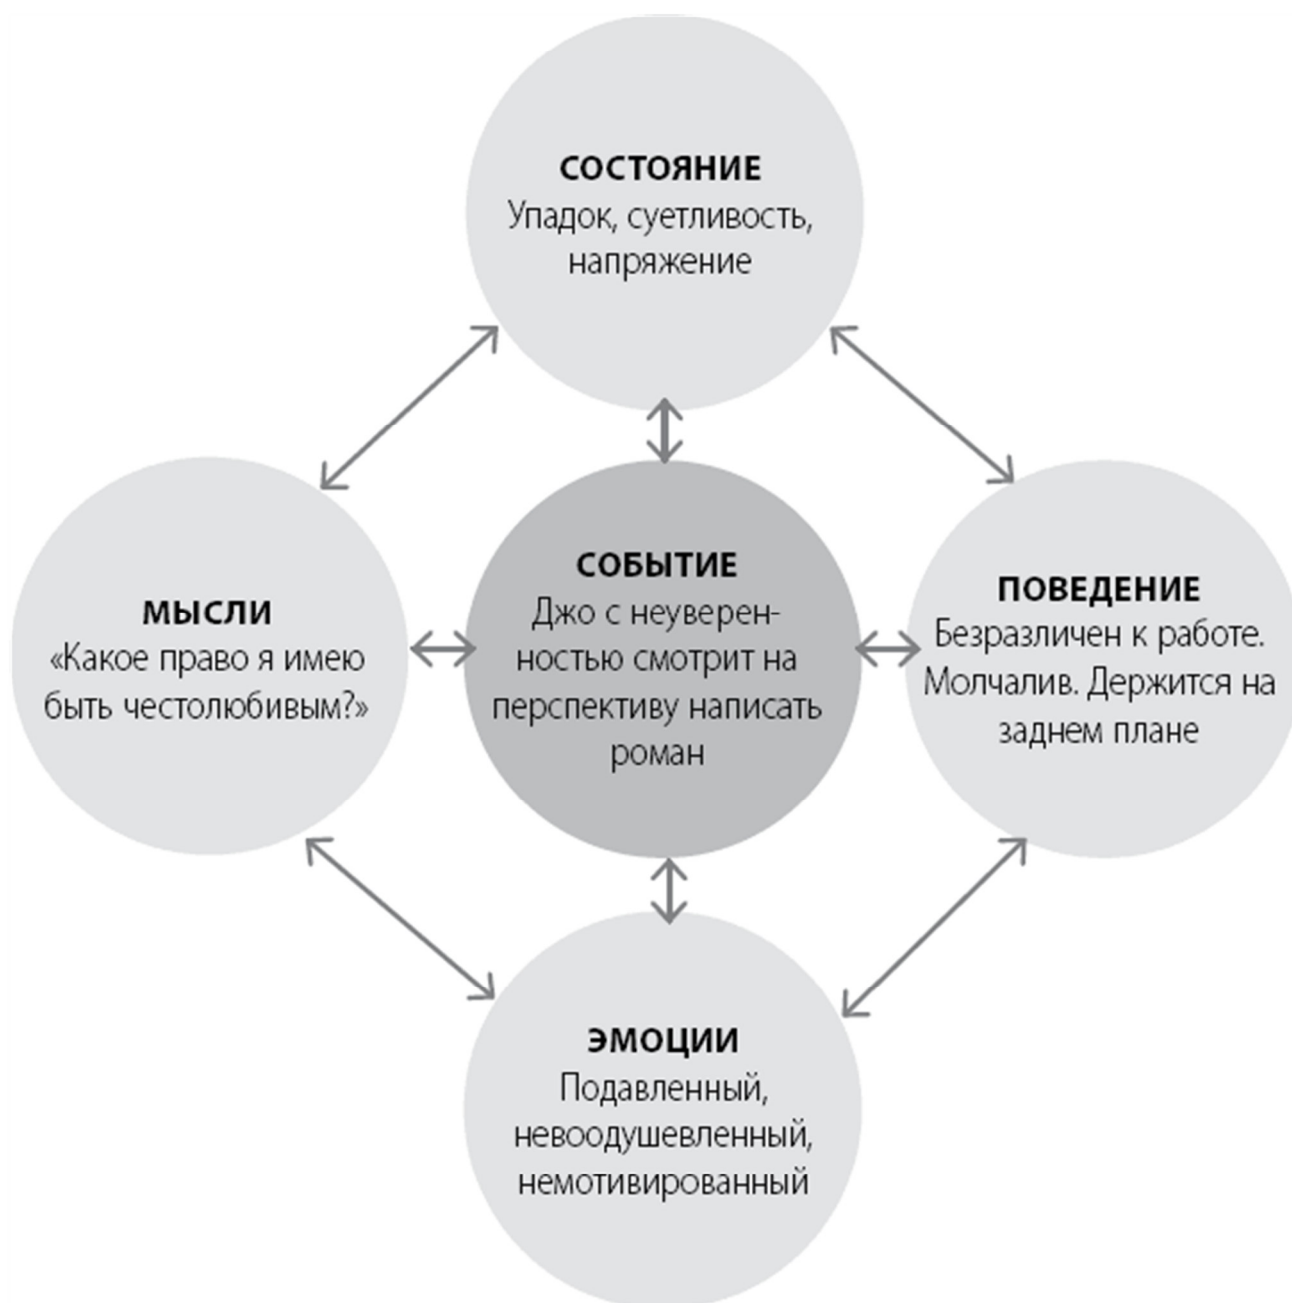 СОСТОЯНИЕ
Упадок, суетливость,
напряжение
МЫСЛИ
«Какое право я имею
быть честолюбивым?»
СОБЫТИЕ
Джо с неуверен-
ностью смотрит на
перспективу написать
роман
ПОВЕДЕНИЕ
Безразличен к работе.
Молчалив. Держится на
заднем плане
ЭМОЦИИ
Подавленный,
невоодушевленный,
немотивированный